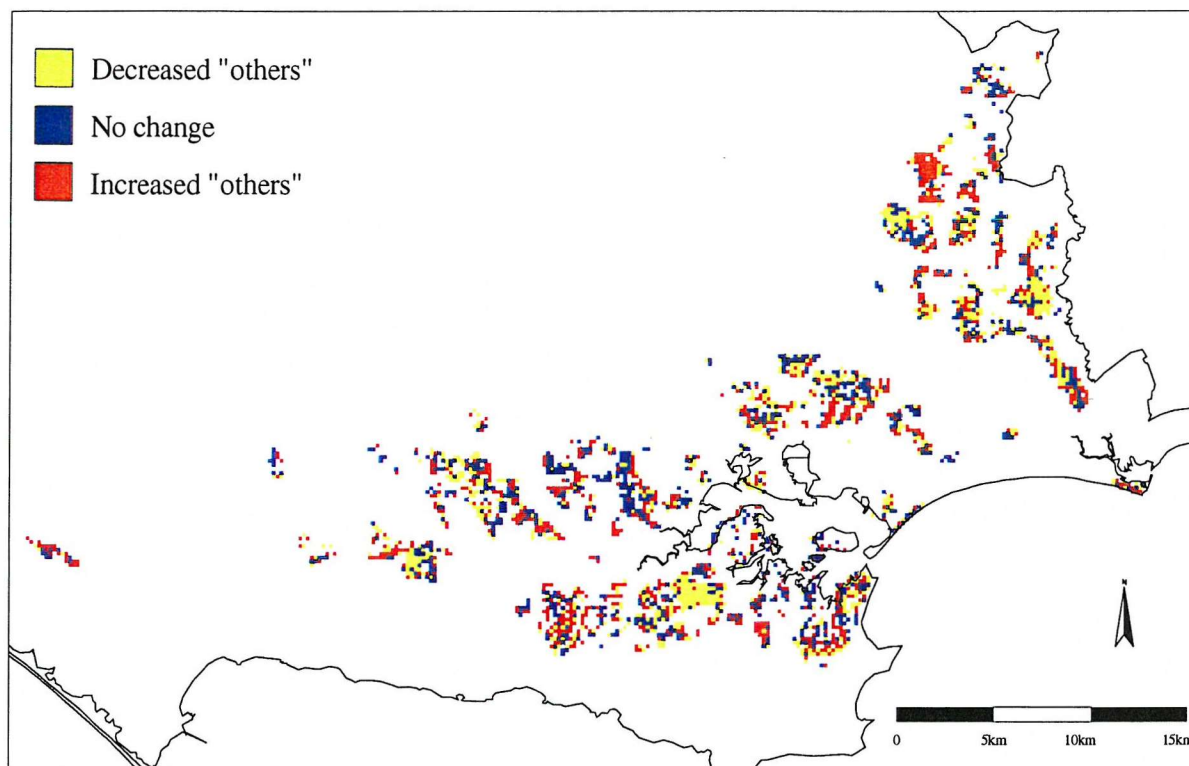 Decreased "others"
No change
Increased "others"
N
0 5km 10km 15km